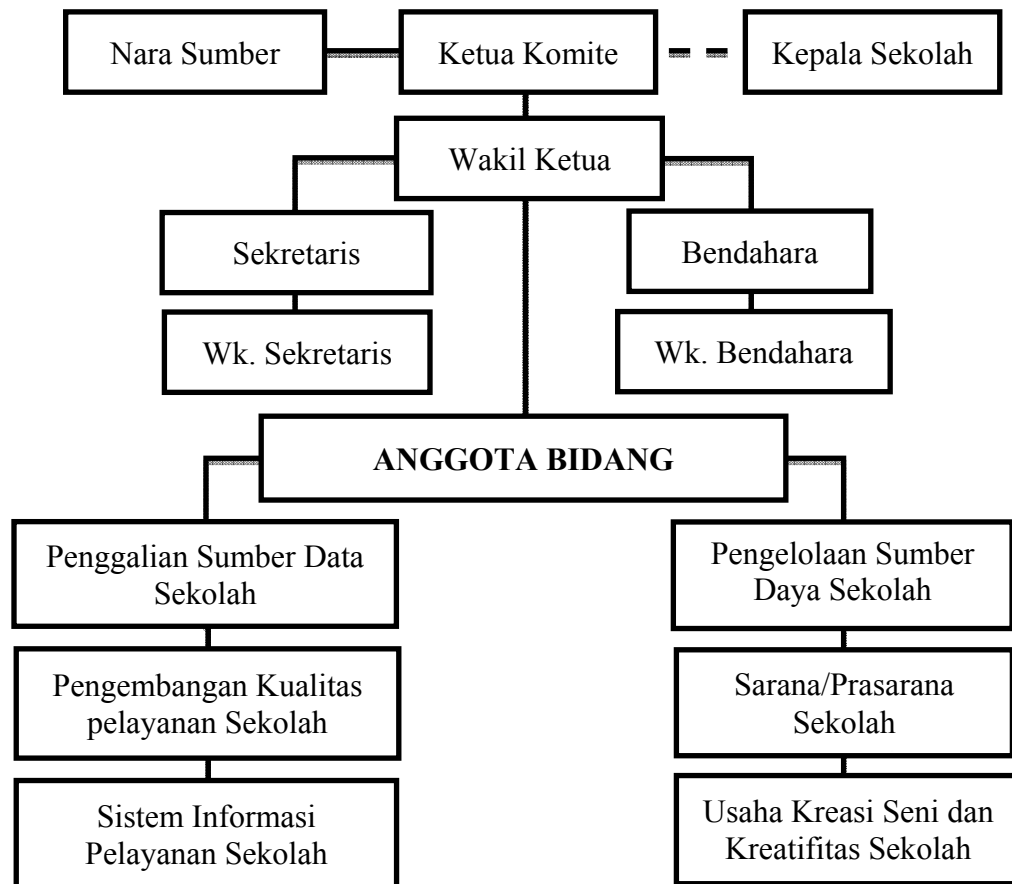 Nara Sumber
Ketua Komite
Kepala Sekolah
Wakil Ketua
Sekretaris
Bendahara
Wk. Sekretaris
Wk. Bendahara
ANGGOTA BIDANG
Penggalian Sumber Data
Sekolah
Pengelolaan Sumber
Daya Sekolah
Pengembangan Kualitas
pelayanan Sekolah
Sarana/Prasarana
Sekolah
Sistem Informasi
Pelayanan Sekolah
Usaha Kreasi Seni dan
Kreatifitas Sekolah